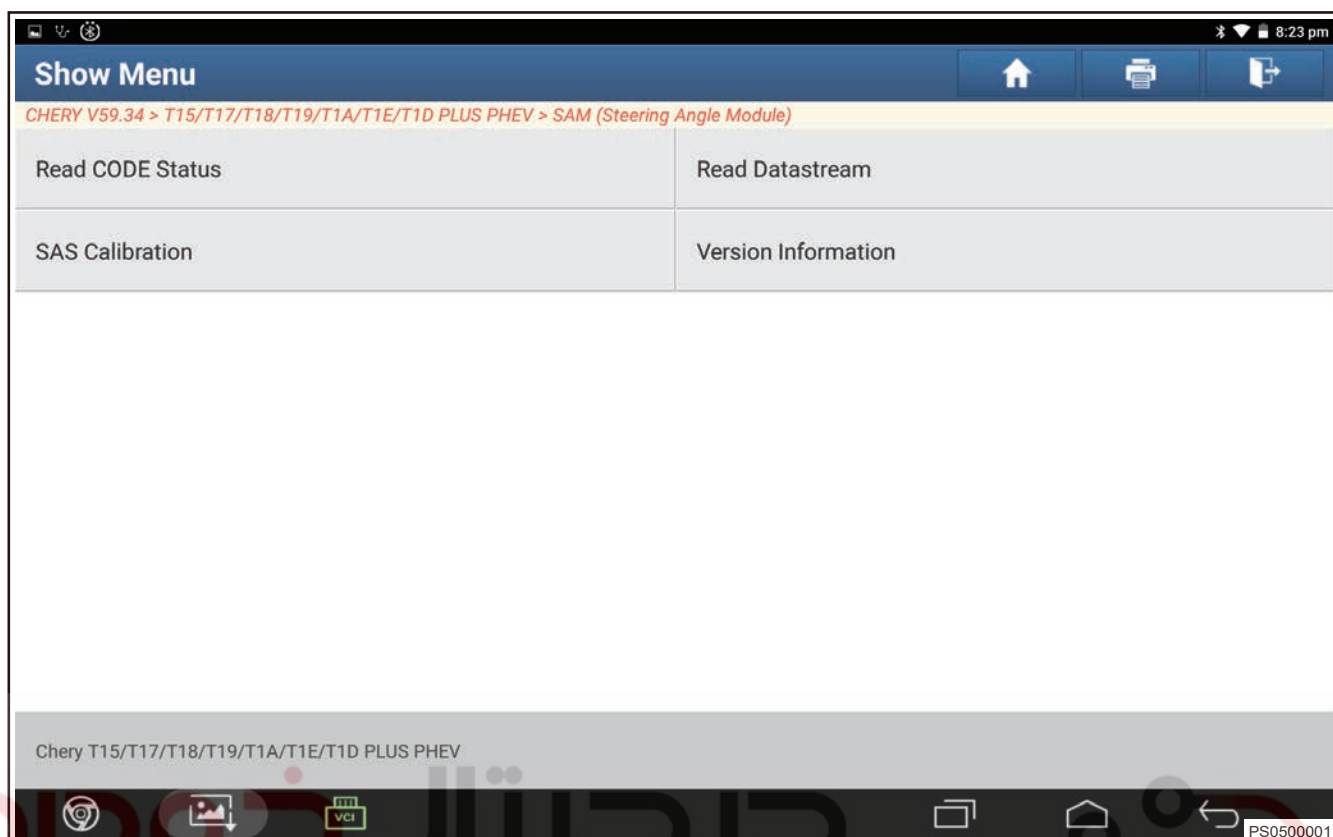 8:23 pm
Show Menu
CHERY V59.34 > T15/T17/T18/T19/T1A/T1E/T1D PLUS PHEV > SAM (Steering Angle Module)
Read CODE Status
Read Datastream
SAS Calibration
Version Information
Chery T15/T17/T18/T19/T1A/T1E/T1D PLUS PHEV
VCI
PS0500001